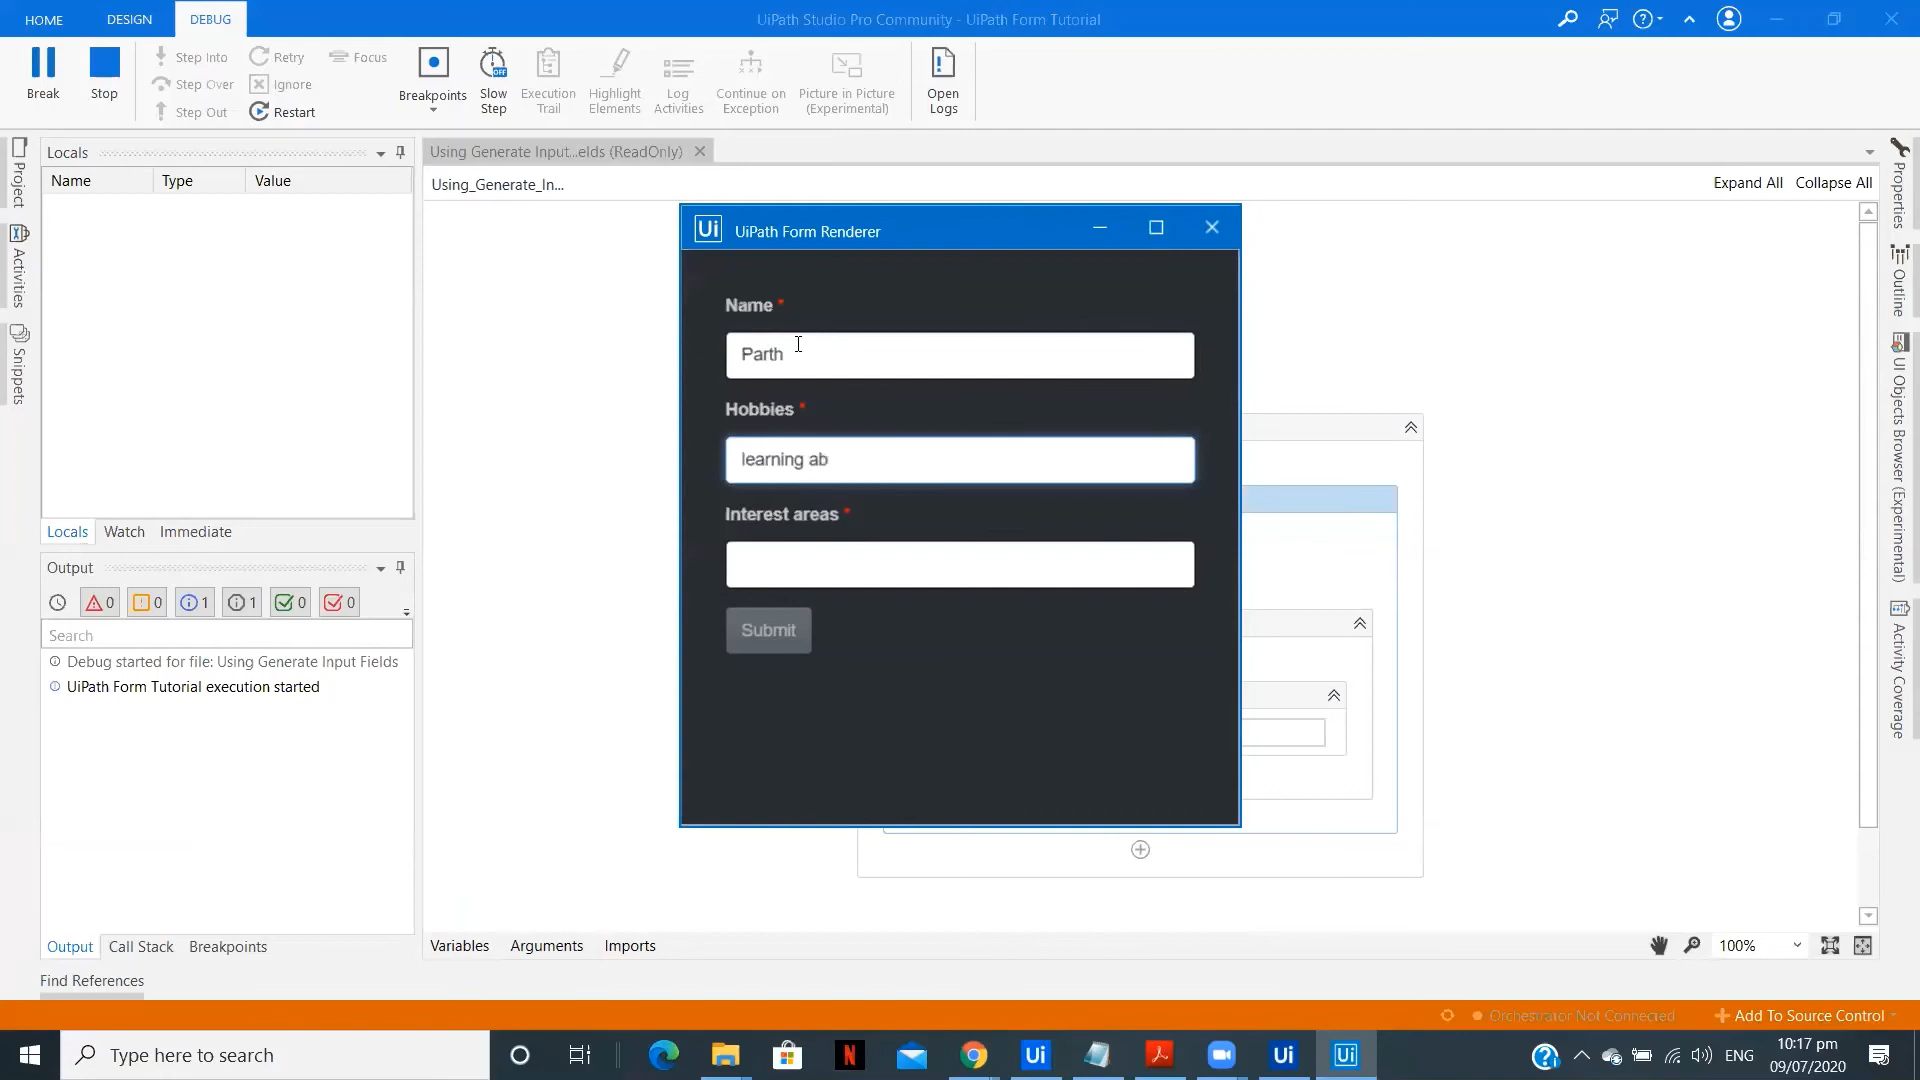 HOME DESIGN DEBUG
UiPath Studio Pro Community - UiPath Form Tutorial
Break
Stop
Step Into
Step Over
Step Out
Retry
Ignore
Restart
Focus
Breakpoints
Slow
Step
OFF
Execution
Trail
Highlight
Elements
Log
Activities
Continue on
Exception
Picture in Picture
(Experimental)
Open
Logs
Project
Activities
Snippets
Locals
Name Type Value
Locals Watch Immediate
Output
0 0 1 1 0 0
Search
Debug started for file: Using Generate Input Fields
UiPath Form Tutorial execution started
Output Call Stack Breakpoints
Find References
Using Generate Input...elds (ReadOnly)
Using_Generate_In...
Expand All Collapse All
Ui UiPath Form Renderer
Name *
Parth
Hobbies *
learning ab
Interest areas *
Submit
Variables Arguments Imports
100%
Properties
Outline
UI Objects Browser (Experimental)
Activity Coverage
Orchestrator Not Connected
Add To Source Control
Type here to search
N
Ui
Ui
Ui
ENG
10:17 pm
09/07/2020